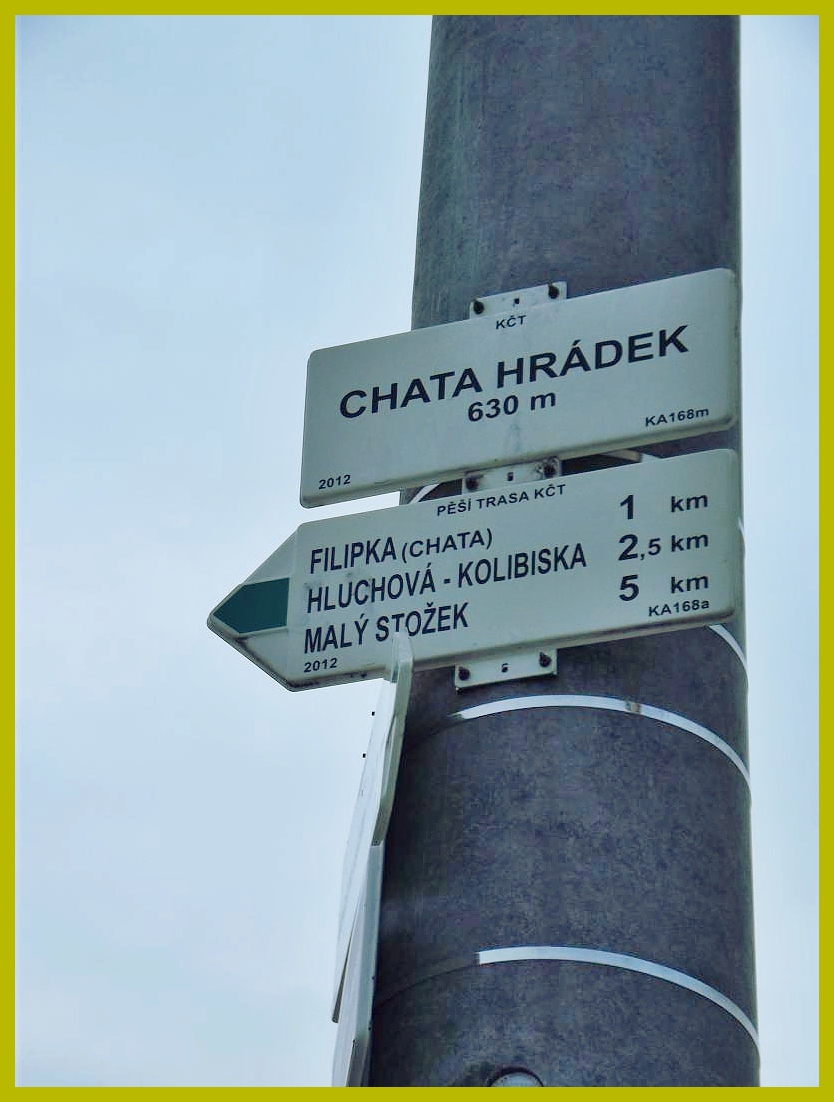 KČT
CHATA HRÁDEK
630 m
KA168m
2012
PĚŠÍ TRASA KČT
FILIPKA (CHATA) 1 km
HLUCHOVÁ - KOLIBISKA 2,5 km
MALÝ STOŽEK 5 km
KA168a
2012